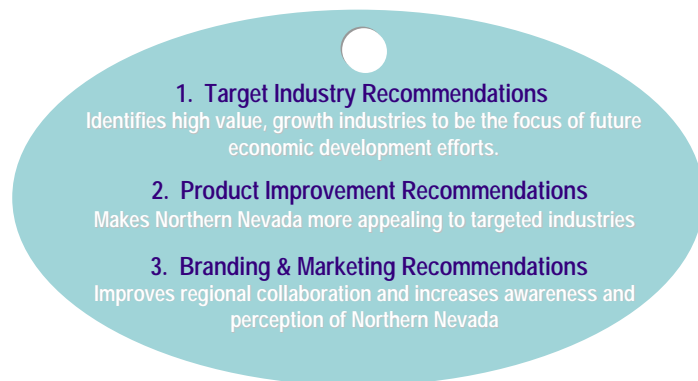 1. Target Industry Recommendations
Identifies high value, growth industries to be the focus of future
economic development efforts.
2. Product Improvement Recommendations
Makes Northern Nevada more appealing to targeted industries
3. Branding & Marketing Recommendations
Improves regional collaboration and increases awareness and
perception of Northern Nevada